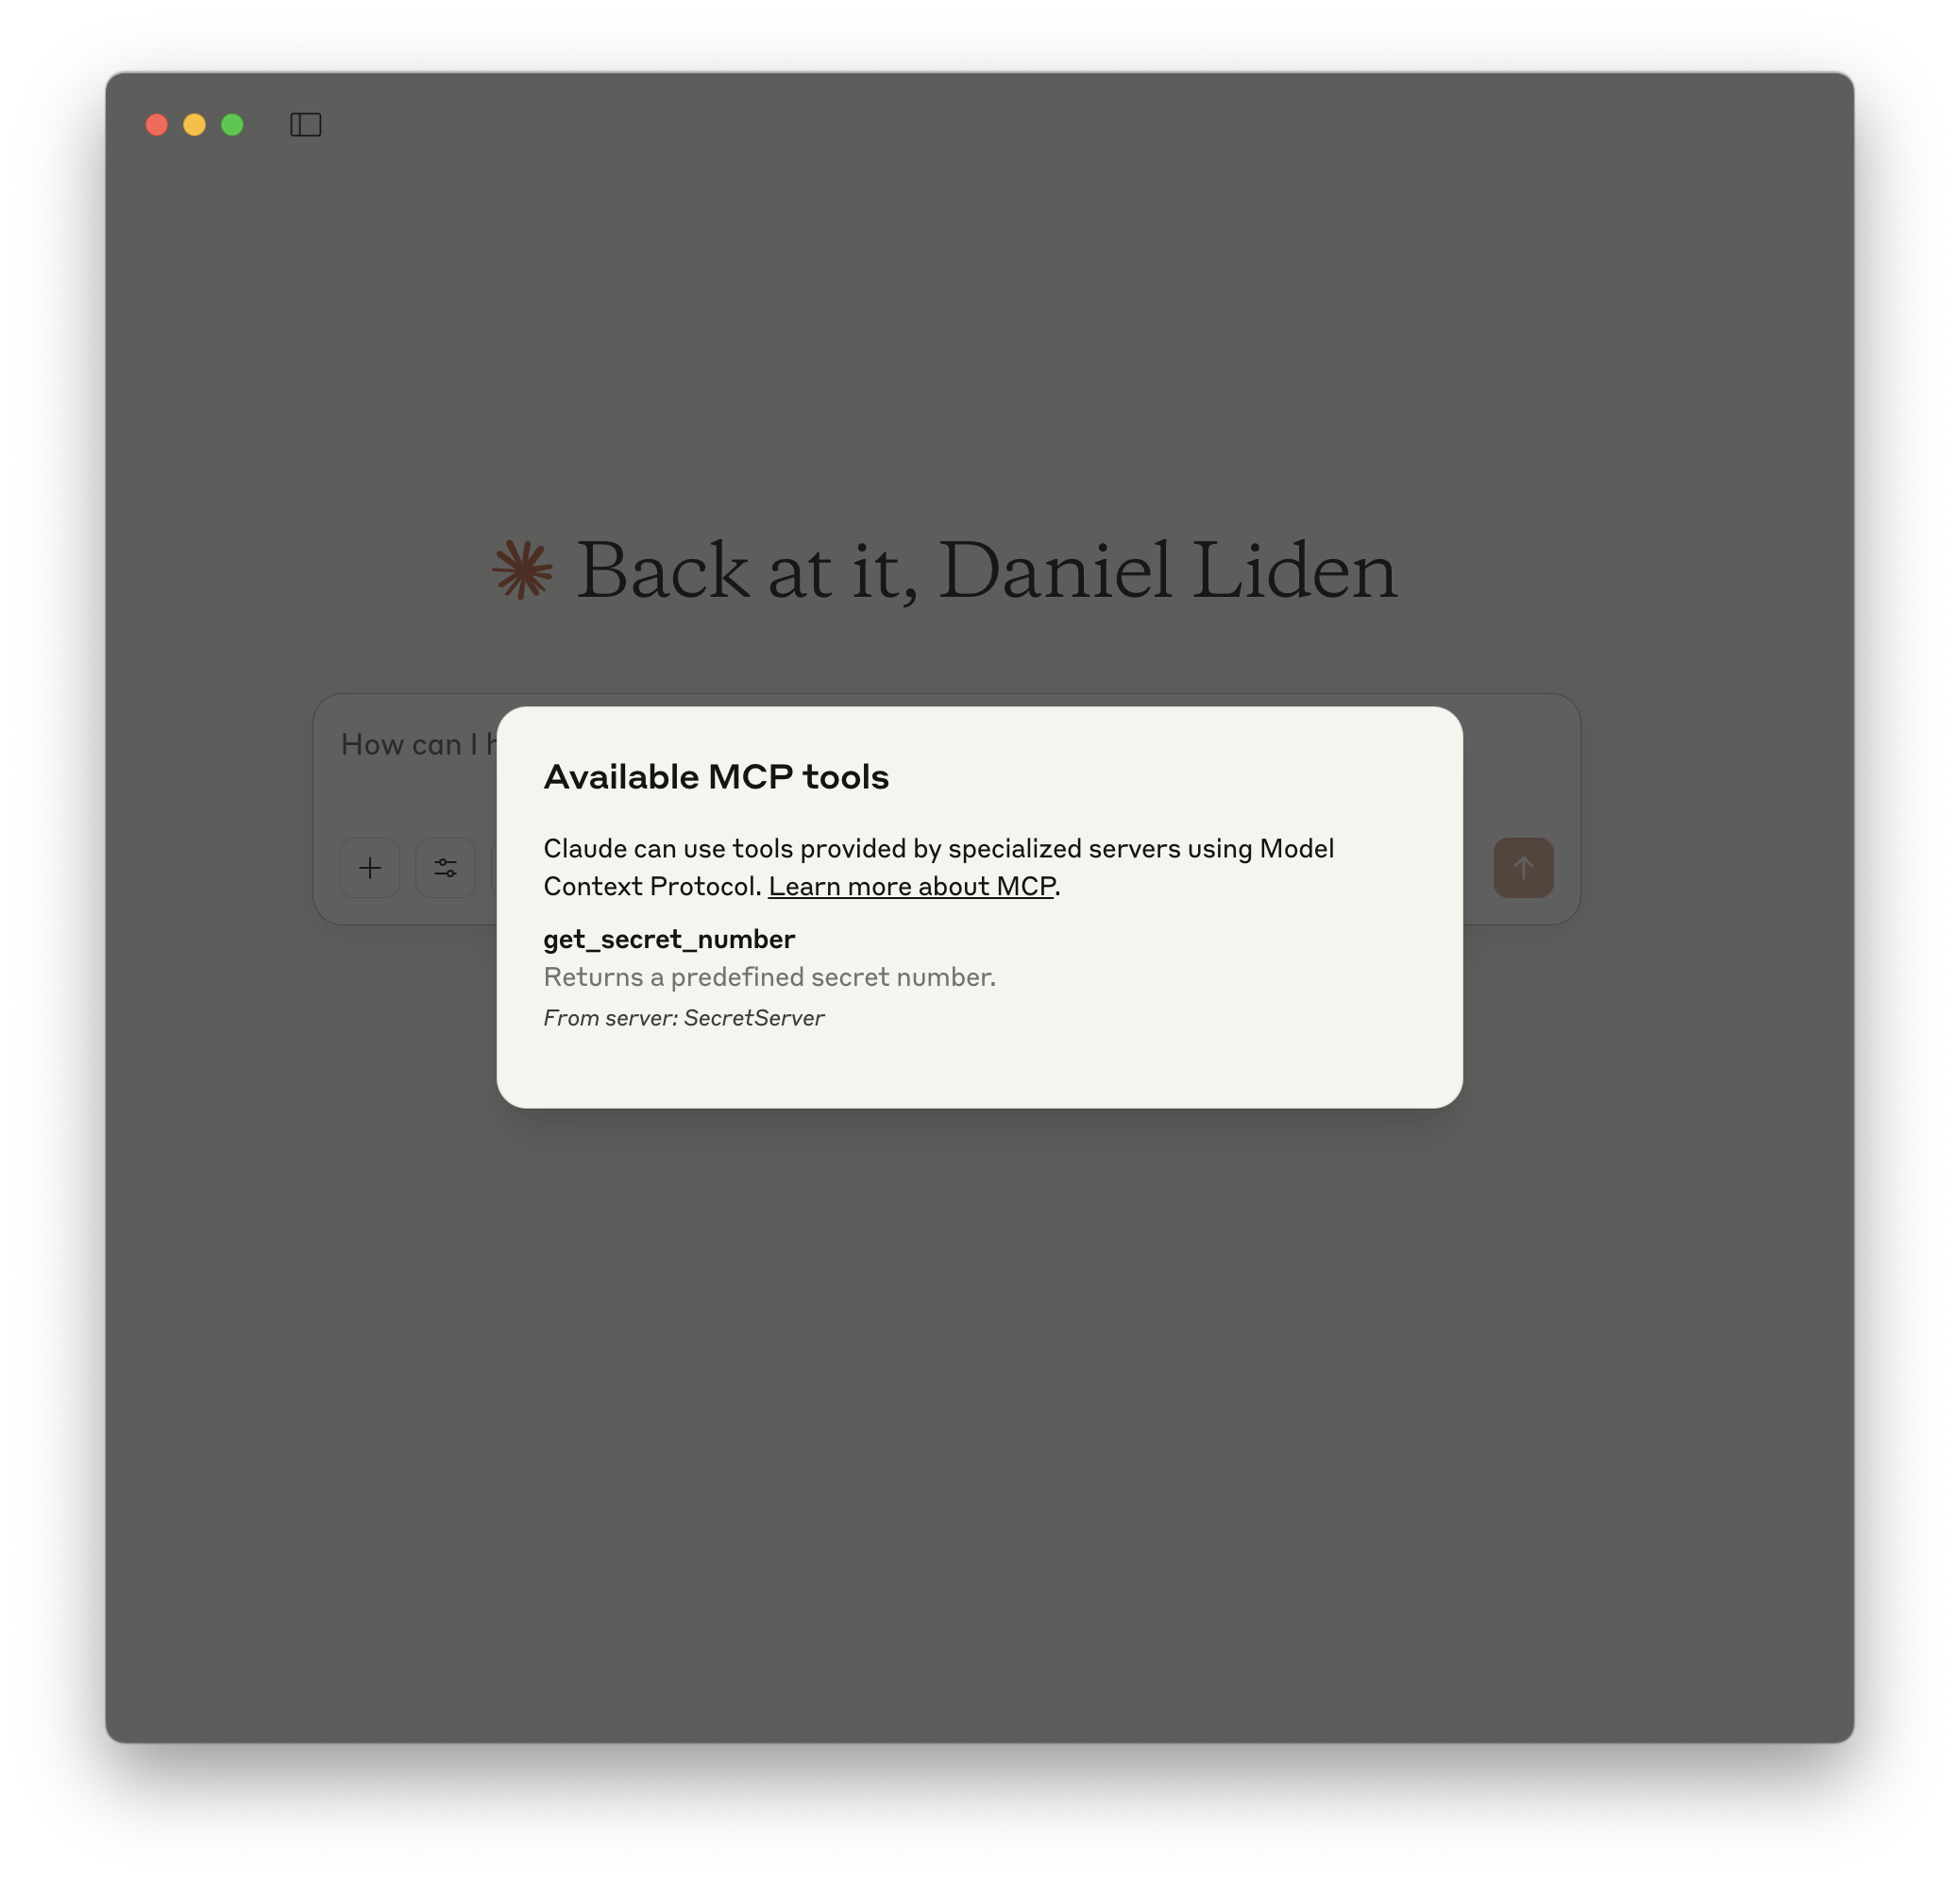 Back at it, Daniel Liden
How can I
Available MCP tools
Claude can use tools provided by specialized servers using Model
Context Protocol. Learn more about MCP.
get_secret_number
Returns a predefined secret number.
From server: SecretServer